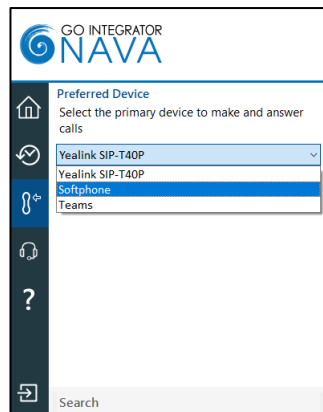 GO INTEGRATOR
NAVA
Preferred Device
Select the primary device to make and answer
calls
Yealink SIP-T40P
Yealink SIP-T40P
Softphone
Teams
?
Search